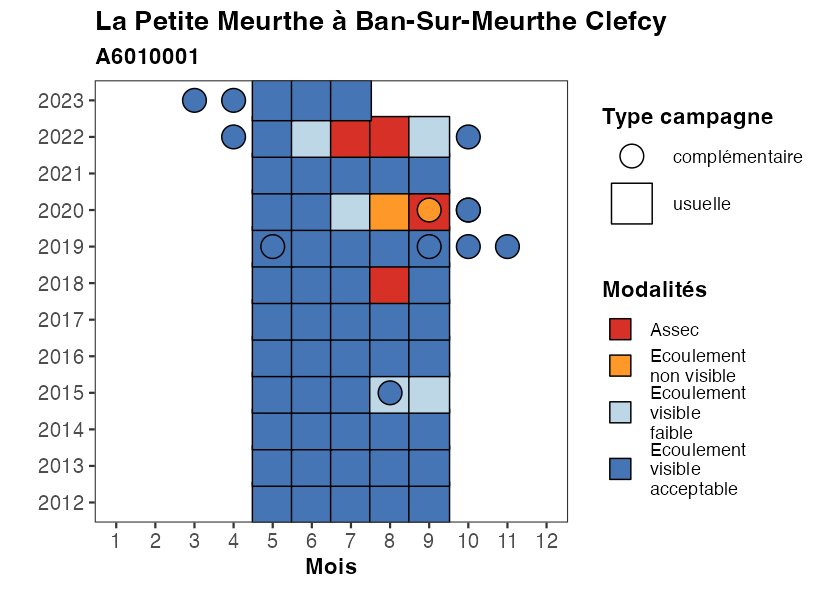 La Petite Meurthe à Ban-Sur-Meurthe Clefcy
A6010001
2023
2022
2021
2020
2019
2018
2017
2016
2015
2014
2013
2012
1 2 3 4 5 6 7 8 9 10 11 12
Mois
Type campagne
complémentaire
usuelle
Modalités
Assec
Ecoulement
non visible
Ecoulement
visible
faible
Ecoulement
visible
acceptable